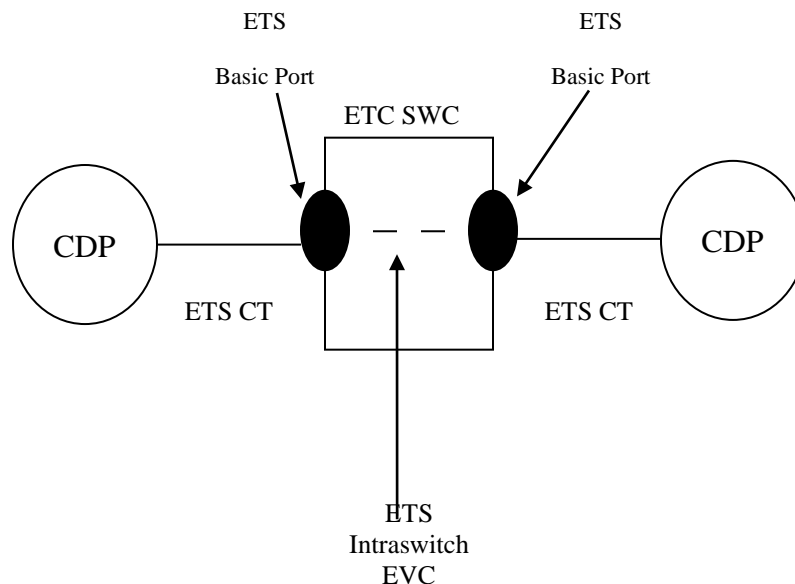 ETS
ETS
Basic Port
Basic Port
ETC SWC
CDP
CDP
ETS CT
ETS CT
ETS
Intraswitch
EVC